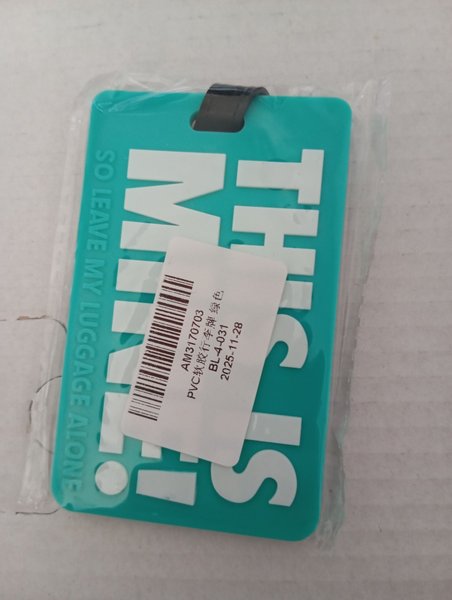 THIS IS
MINE!
SO LEAVE MY LUGGAGE ALONE.
AM3170703
PVC软胶行李牌 绿色
BL-4-031
2025-11-28